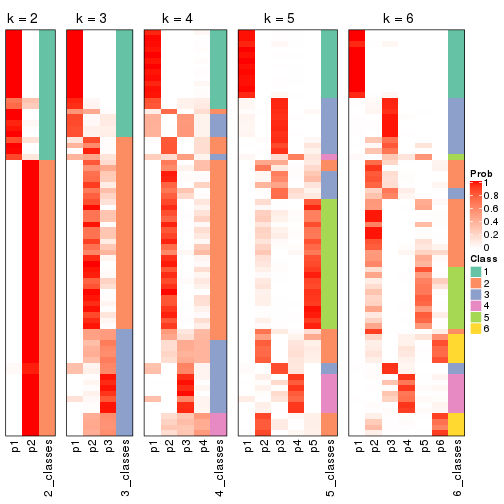 k = 2
k = 3
k = 4
k = 5
k = 6
p1
p2
2_classes
p1
p2
p3
3_classes
p1
p2
p3
p4
4_classes
p1
p2
p3
p4
p5
5_classes
p1
p2
p3
p4
p5
p6
6_classes
Prob
1
0.8
0.6
0.4
0.2
0
Class
1
2
3
4
5
6